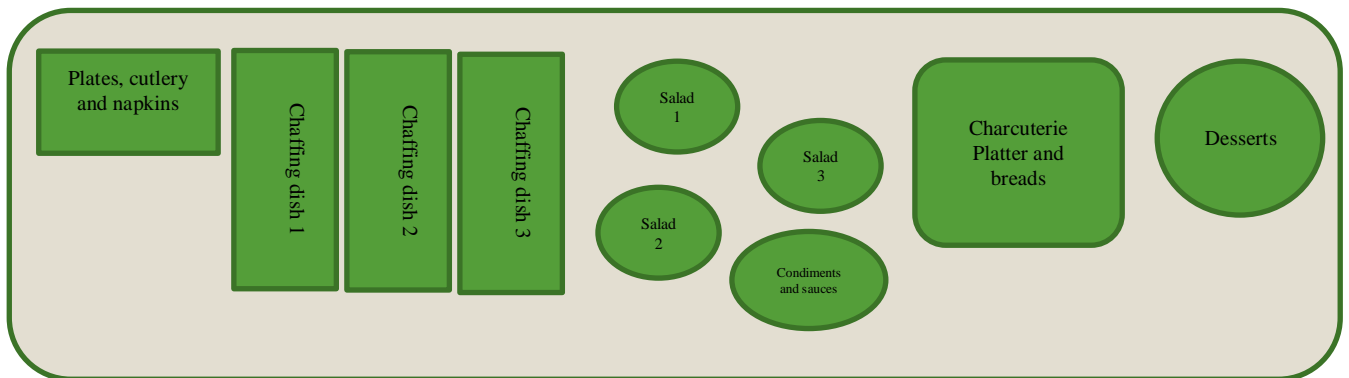 Plates, cutlery
and napkins
Chaffing dish 1
Chaffing dish 2
Chaffing dish 3
Salad
1
Salad
2
Salad
3
Condiments
and sauces
Charcuterie
Platter and
breads
Desserts